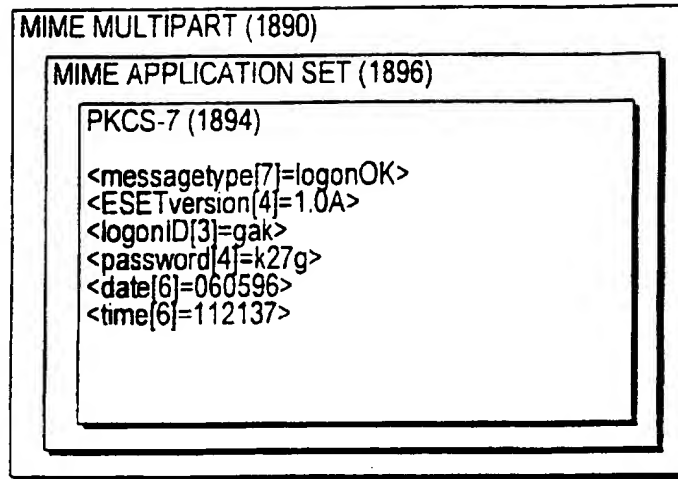 MIME MULTIPART (1890)
MIME APPLICATION SET (1896)
PKCS-7 (1894)
<messagetype[7]=logonOK>
<ESETversion[4]=1.0A>
<logonID[3]=gak>
<password[4]=k27g>
<date[6]=060596>
<time[6]=112137>